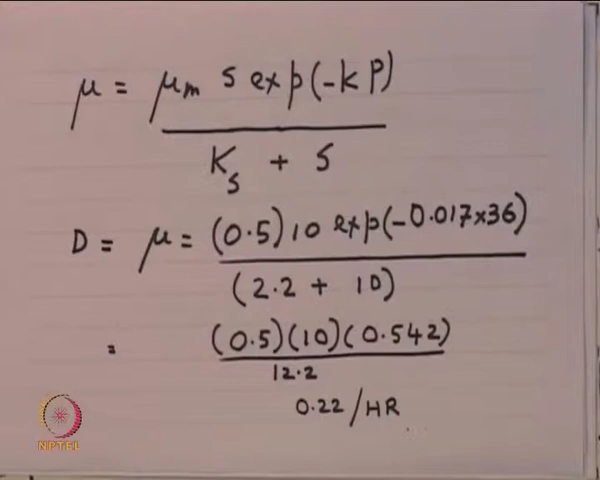 μ = μm s exp(-kP)
Ks + S
D = μ = (0.5) 10 exp(-0.017×36)
(2.2 + 10)
= (0.5)(10)(0.542)
12.2
0.22/HR
NPTEL